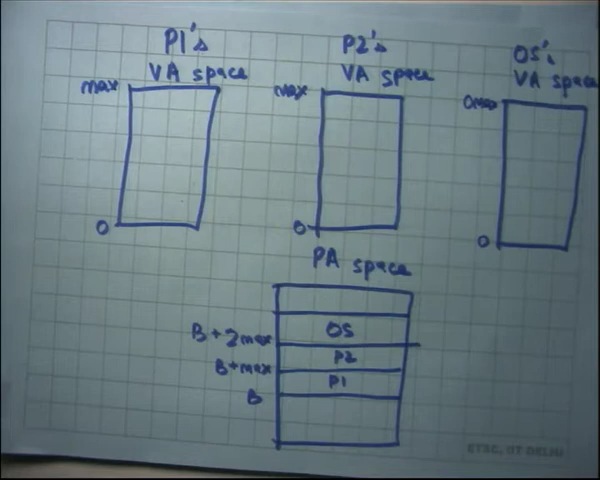 P1's
VA space
max
0
P2's
VA space
max
0
OS's
VA space
0max
0
PA space
B + 2max
OS
B+max
P2
P1
B
ETSC, IIT DELHI